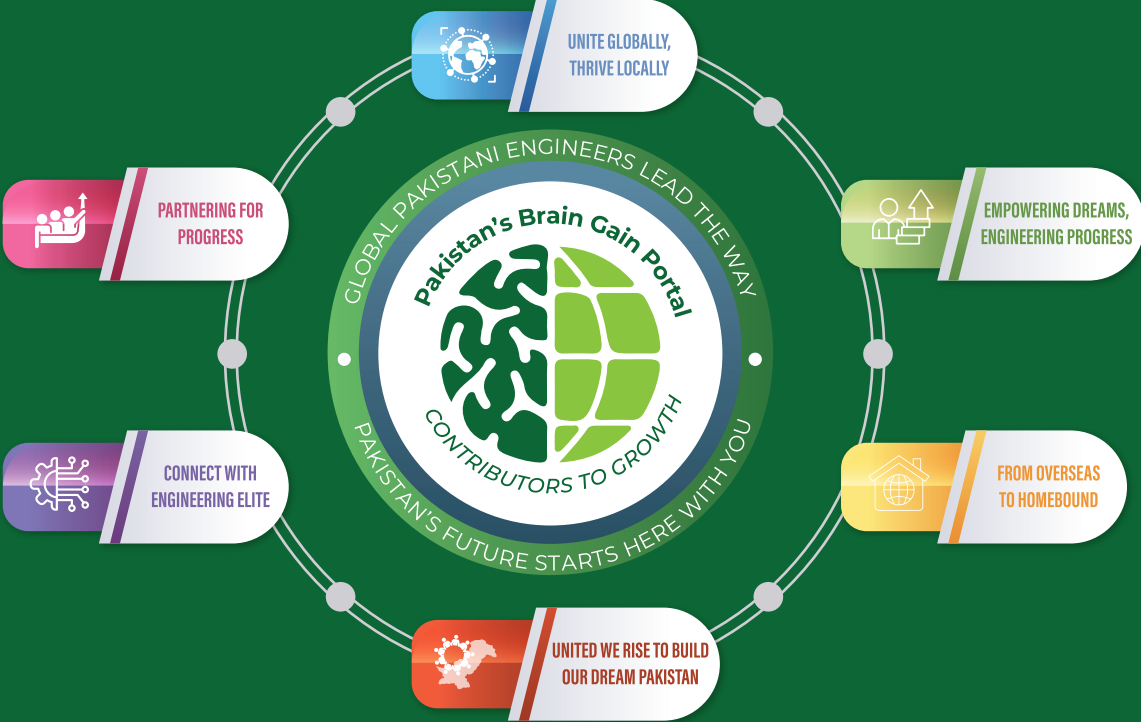 UNITE GLOBALLY,
THRIVE LOCALLY
PARTNERING FOR
PROGRESS
EMPOWERING DREAMS,
ENGINEERING PROGRESS
GLOBAL PAKISTANI ENGINEERS LEAD THE WAY
Pakistan's Brain Gain Portal
CONTRIBUTORS TO GROWTH
PAKISTAN'S FUTURE STARTS HERE WITH YOU
CONNECT WITH
ENGINEERING ELITE
FROM OVERSEAS
TO HOMEBOUND
UNITED WE RISE TO BUILD
OUR DREAM PAKISTAN